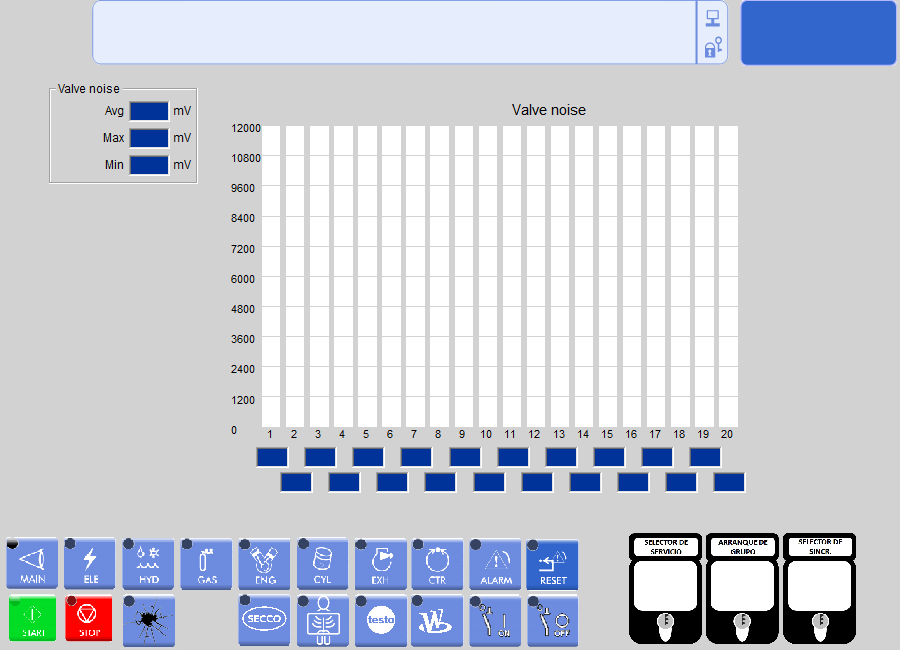 Valve noise
Avg mV
Max mV
Min mV
Valve noise
12000
10800
9600
8400
7200
6000
4800
3600
2400
1200
0
1 2 3 4 5 6 7 8 9 10 11 12 13 14 15 16 17 18 19 20
MAIN ELE HYD GAS ENG CYL EXH CTR ALARM RESET
START STOP SECCO testo W ON OFF
SELECTOR DE
SERVICIO
ARRANQUE DE
GRUPO
SELECTOR DE
SINCR.